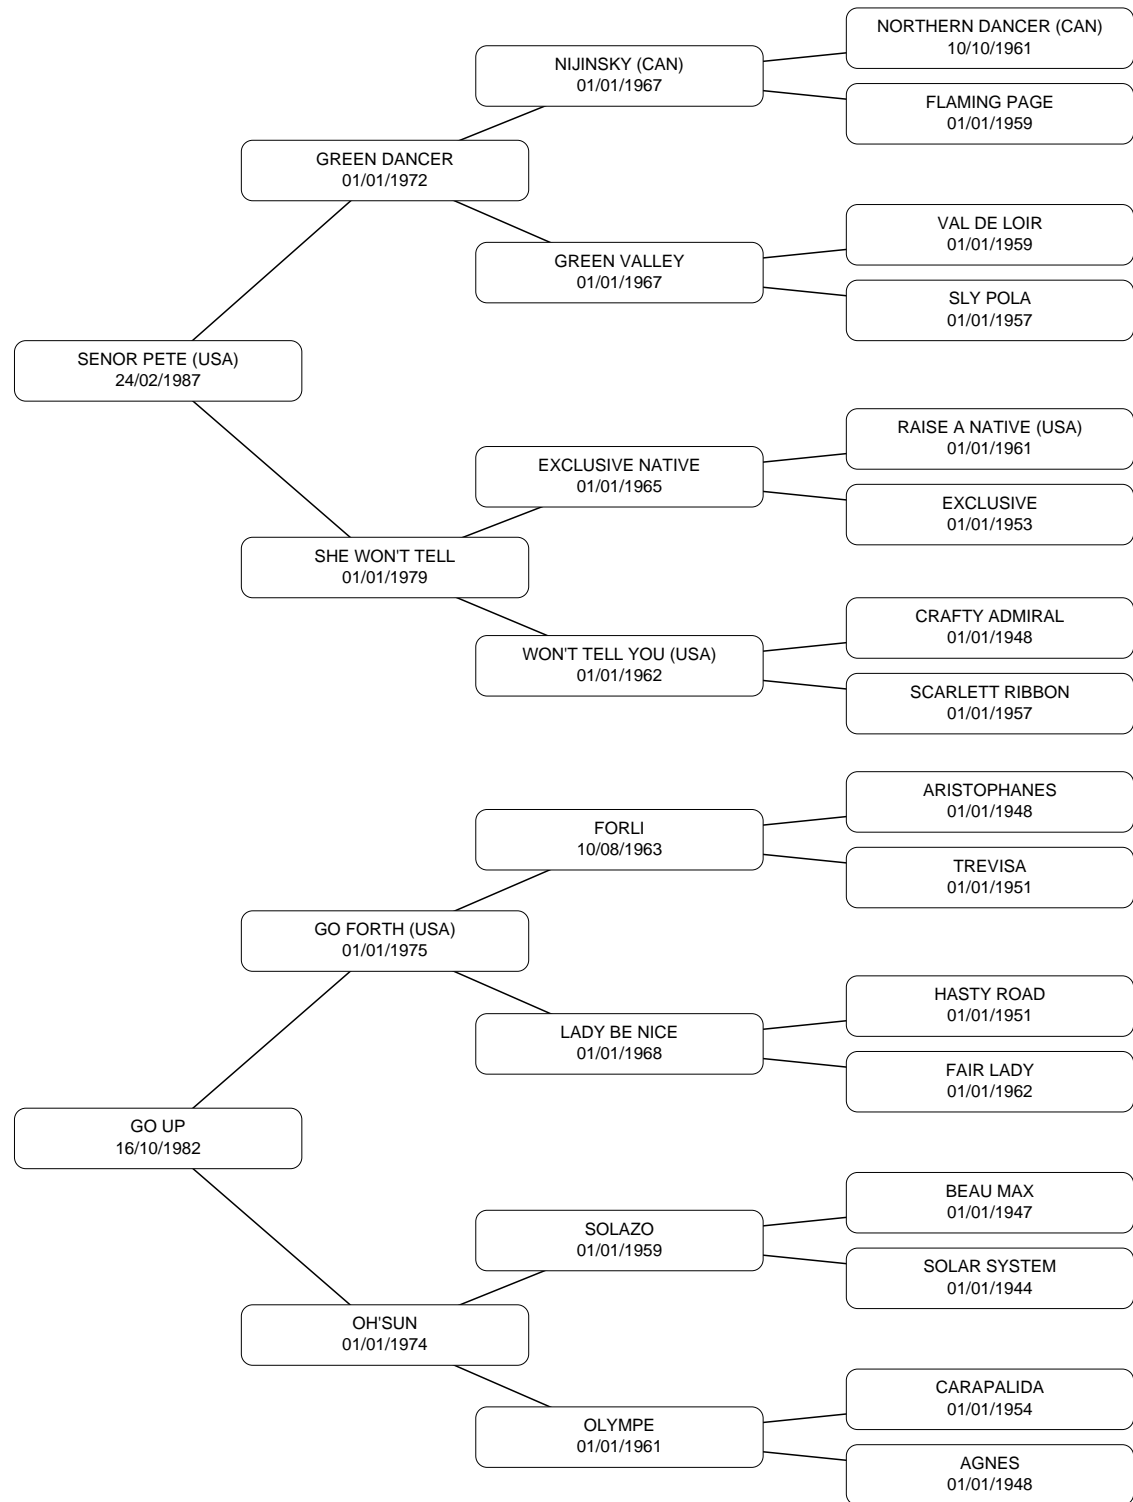 NORTHERN DANCER (CAN)
10/10/1961
NIJINSKY (CAN)
01/01/1967
FLAMING PAGE
01/01/1959
GREEN DANCER
01/01/1972
VAL DE LOIR
01/01/1959
GREEN VALLEY
01/01/1967
SLY POLA
01/01/1957
SENOR PETE (USA)
24/02/1987
RAISE A NATIVE (USA)
01/01/1961
EXCLUSIVE NATIVE
01/01/1965
EXCLUSIVE
01/01/1953
SHE WON'T TELL
01/01/1979
CRAFTY ADMIRAL
01/01/1948
WON'T TELL YOU (USA)
01/01/1962
SCARLETT RIBBON
01/01/1957
ARISTOPHANES
01/01/1948
FORLI
10/08/1963
TREVISA
01/01/1951
GO FORTH (USA)
01/01/1975
HASTY ROAD
01/01/1951
LADY BE NICE
01/01/1968
FAIR LADY
01/01/1962
GO UP
16/10/1982
BEAU MAX
01/01/1947
SOLAZO
01/01/1959
SOLAR SYSTEM
01/01/1944
OH'SUN
01/01/1974
CARAPALIDA
01/01/1954
OLYMPE
01/01/1961
AGNES
01/01/1948